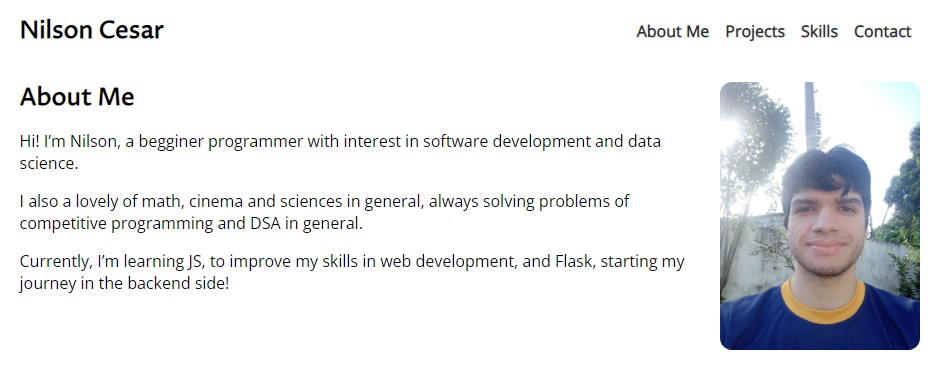 Nilson Cesar
About Me Projects Skills Contact
About Me
Hi! I’m Nilson, a begginer programmer with interest in software development and data
science.
I also a lovely of math, cinema and sciences in general, always solving problems of
competitive programming and DSA in general.
Currently, I’m learning JS, to improve my skills in web development, and Flask, starting my
journey in the backend side!